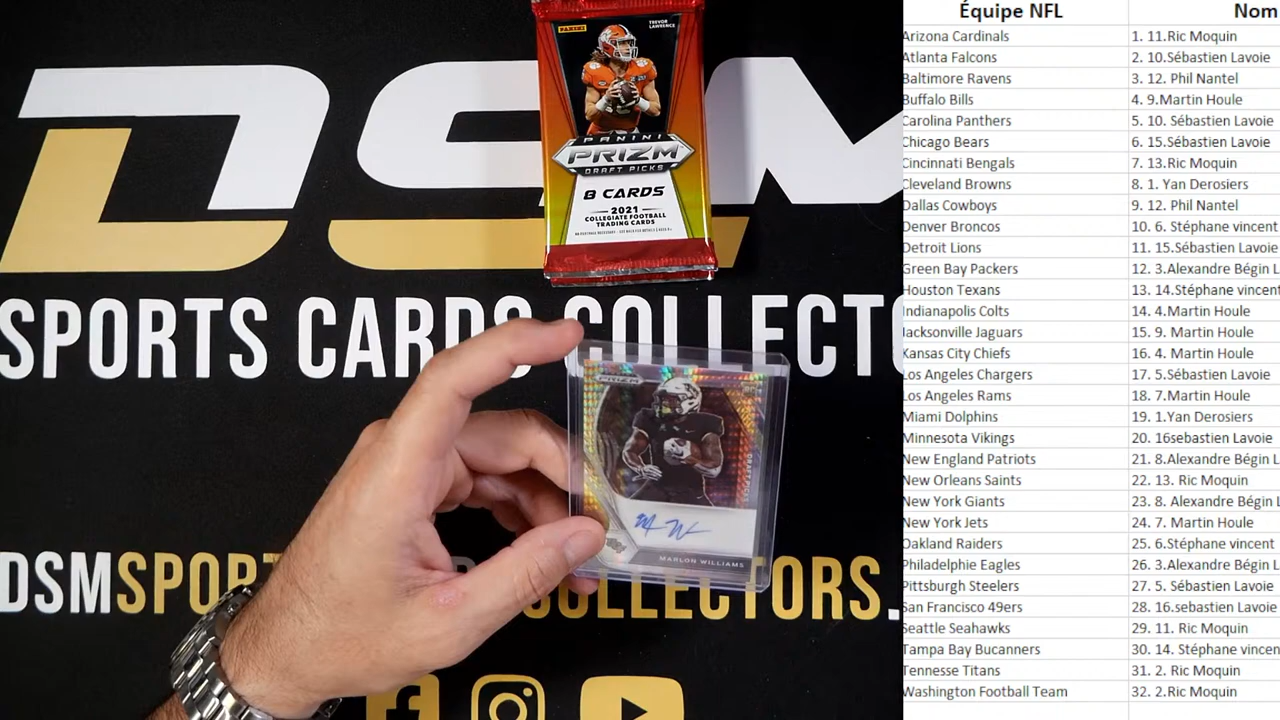 DSM
SPORTS CARDS COLLECTO
DSMSPORT COLLECTORS.
PANINI
TREVOR
LAWRENCE
PANINI
PRIZM
DRAFT PICKS
8 CARDS
2021
COLLEGIATE FOOTBALL
TRADING CARDS
PRIZM
RC
DRAFT PICKS
MARLON WILLIAMS
Équipe NFL Nom
Arizona Cardinals 1. 11.Ric Moquin
Atlanta Falcons 2. 10.Sébastien Lavoie
Baltimore Ravens 3. 12. Phil Nantel
Buffalo Bills 4. 9.Martin Houle
Carolina Panthers 5. 10. Sébastien Lavoie
Chicago Bears 6. 15.Sébastien Lavoie
Cincinnati Bengals 7. 13.Ric Moquin
Cleveland Browns 8. 1. Yan Derosiers
Dallas Cowboys 9. 12. Phil Nantel
Denver Broncos 10. 6. Stéphane vincent
Detroit Lions 11. 15.Sébastien Lavoie
Green Bay Packers 12. 3.Alexandre Bégin L
Houston Texans 13. 14.Stéphane vincent
Indianapolis Colts 14. 4. Martin Houle
Jacksonville Jaguars 15. 9. Martin Houle
Kansas City Chiefs 16. 4. Martin Houle
Los Angeles Chargers 17. 5.Sébastien Lavoie
Los Angeles Rams 18. 7.Martin Houle
Miami Dolphins 19. 1.Yan Derosiers
Minnesota Vikings 20. 16sebastien Lavoie
New England Patriots 21. 8.Alexandre Bégin L
New Orleans Saints 22. 13. Ric Moquin
New York Giants 23. 8. Alexandre Bégin L
New York Jets 24. 7. Martin Houle
Oakland Raiders 25. 6.Stéphane vincent
Philadelphie Eagles 26. 3.Alexandre Bégin L
Pittsburgh Steelers 27. 5. Sébastien Lavoie
San Francisco 49ers 28. 16.sebastien Lavoie
Seattle Seahawks 29. 11. Ric Moquin
Tampa Bay Bucanners 30. 14. Stéphane vincen
Tennesse Titans 31. 2. Ric Moquin
Washington Football Team 32. 2.Ric Moquin